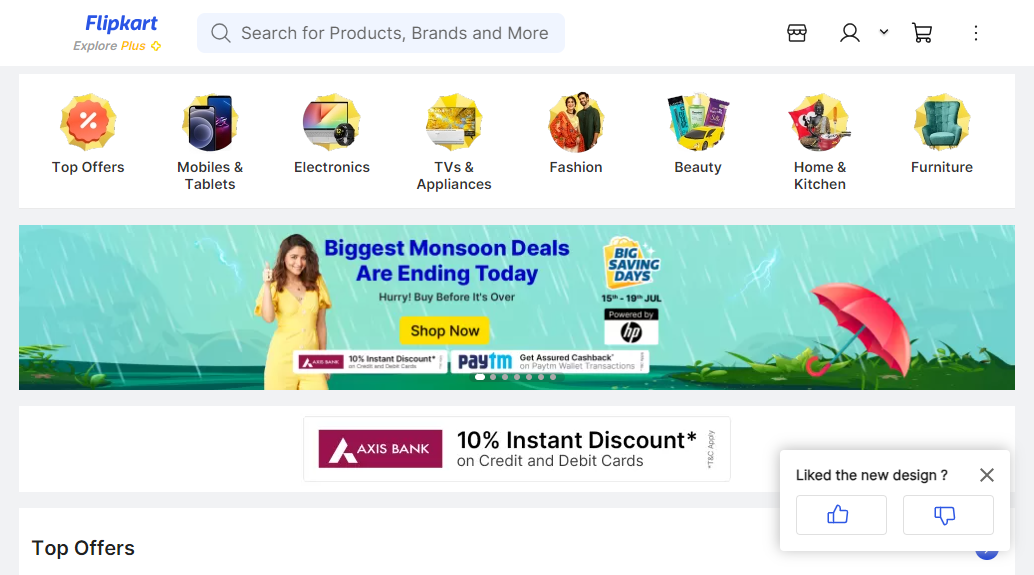 Flipkart
Explore Plus
Search for Products, Brands and More
Top Offers
Mobiles &
Tablets
Electronics
TVs &
Appliances
Fashion
Beauty
Home &
Kitchen
Furniture
Biggest Monsoon Deals
Are Ending Today
Hurry! Buy Before It's Over
Shop Now
BIG
SAVING
DAYS
15th - 19th JUL
Powered by
hp
AXIS BANK
10% Instant Discount*
on Credit and Debit Cards
paytm
Get Assured Cashback*
on Paytm Wallet Transactions
AXIS BANK
10% Instant Discount*
on Credit and Debit Cards
*T&C Apply
Liked the new design ?
Top Offers